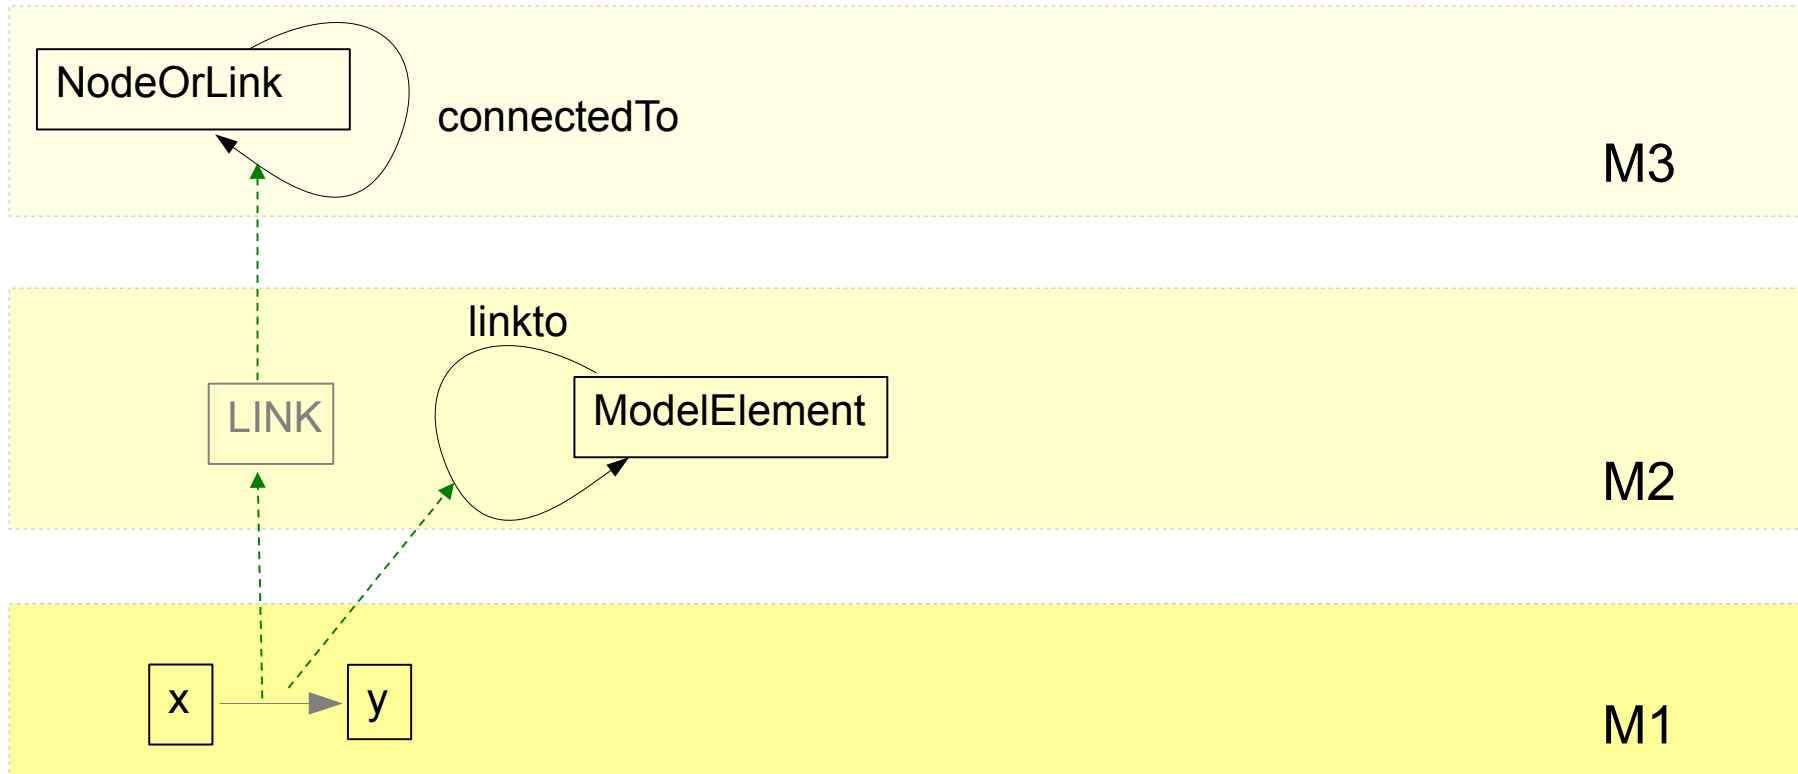 NodeOrLink
connectedTo
M3
linkto
LINK
ModelElement
M2
x
y
M1